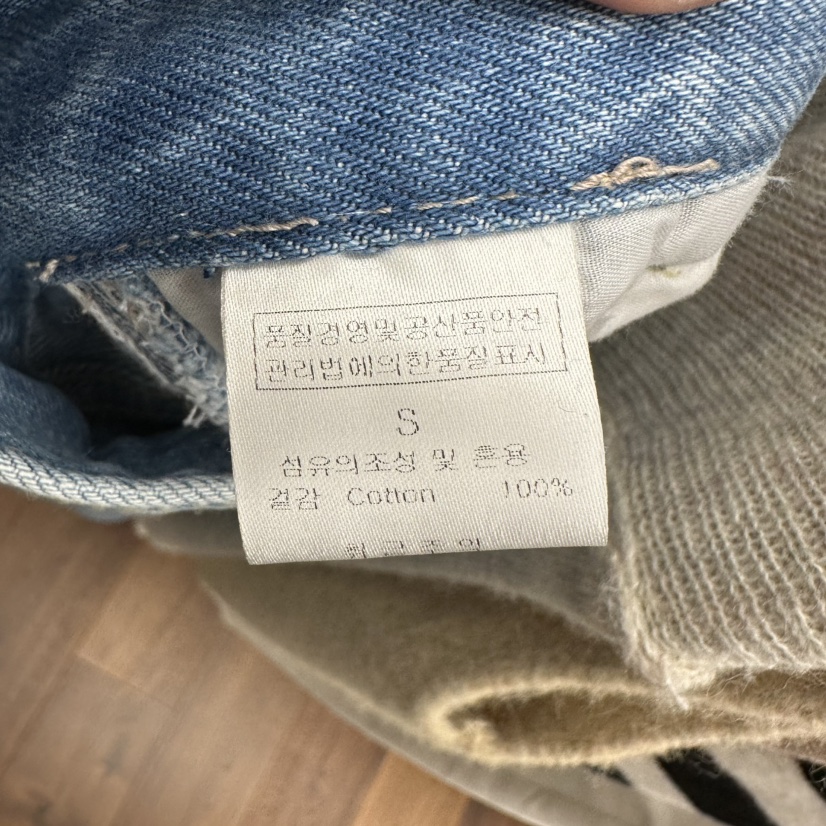 품질경영및공산품안전
관리법에의한품질표시
S
섬유의조성 및 혼용
겉감 Cotton 100%